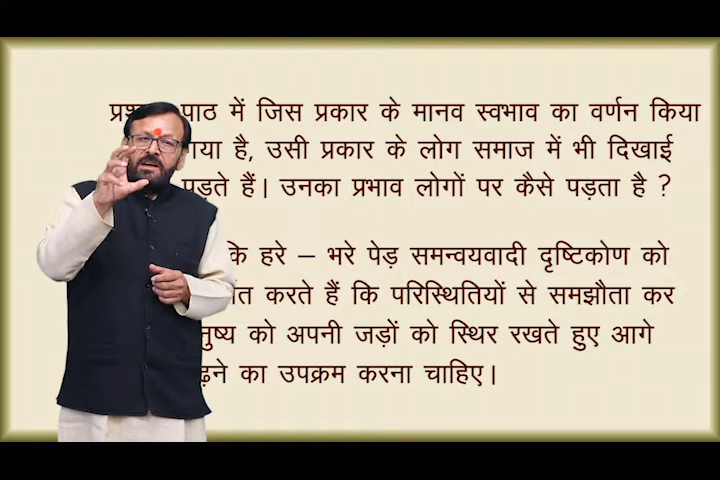 पाठ में जिस प्रकार के मानव स्वभाव का वर्णन किया
है, उसी प्रकार के लोग समाज में भी दिखाई
पड़ते हैं। उनका प्रभाव लोगों पर कैसे पड़ता है ?
कि हरे – भरे पेड़ समन्वयवादी दृष्टिकोण को
करते हैं कि परिस्थितियों से समझौता कर
को अपनी जड़ों को स्थिर रखते हुए आगे
का उपक्रम करना चाहिए।